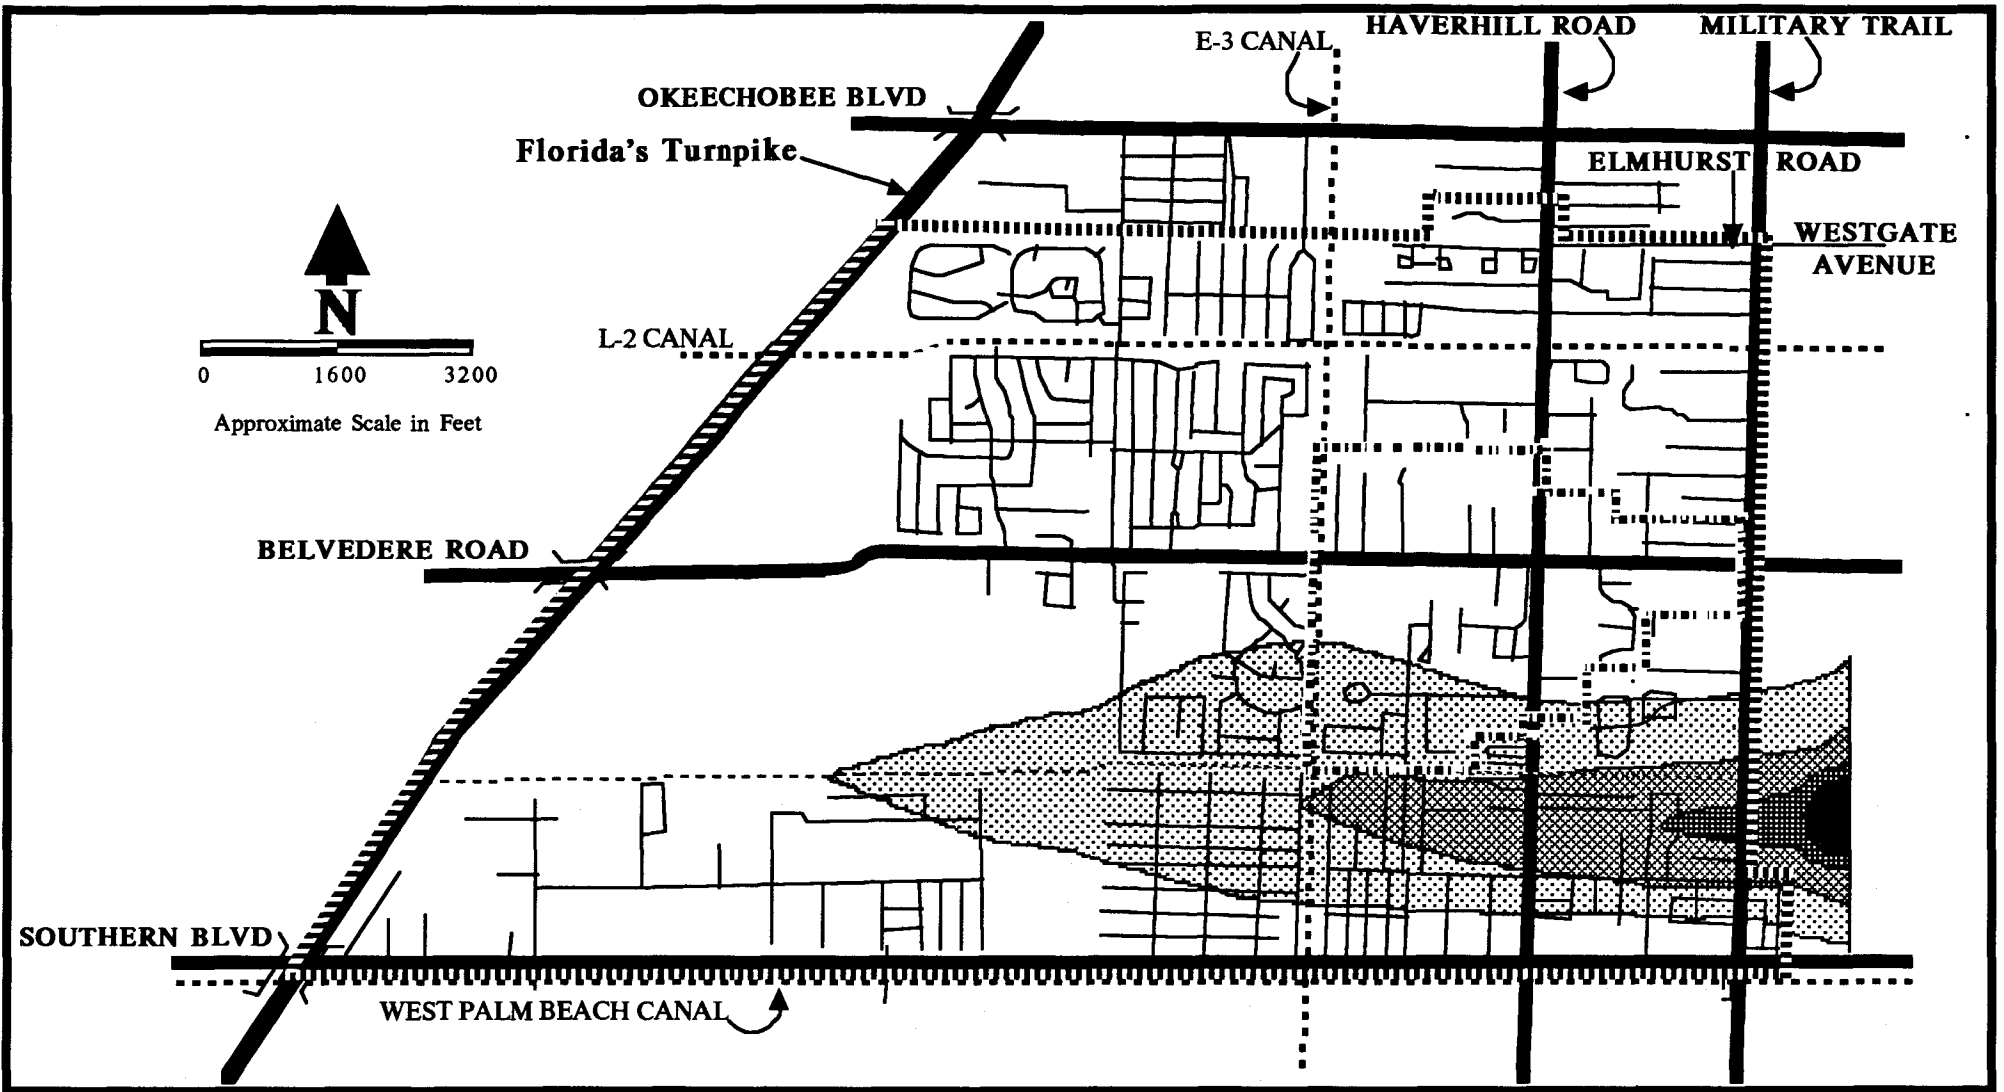 HAVERHILL ROAD
MILITARY TRAIL
E-3 CANAL
OKEECHOBEE BLVD
Florida's Turnpike
ELMHURST ROAD
WESTGATE
AVENUE
N
L-2 CANAL
0 1600 3200
Approximate Scale in Feet
BELVEDERE ROAD
SOUTHERN BLVD
WEST PALM BEACH CANAL